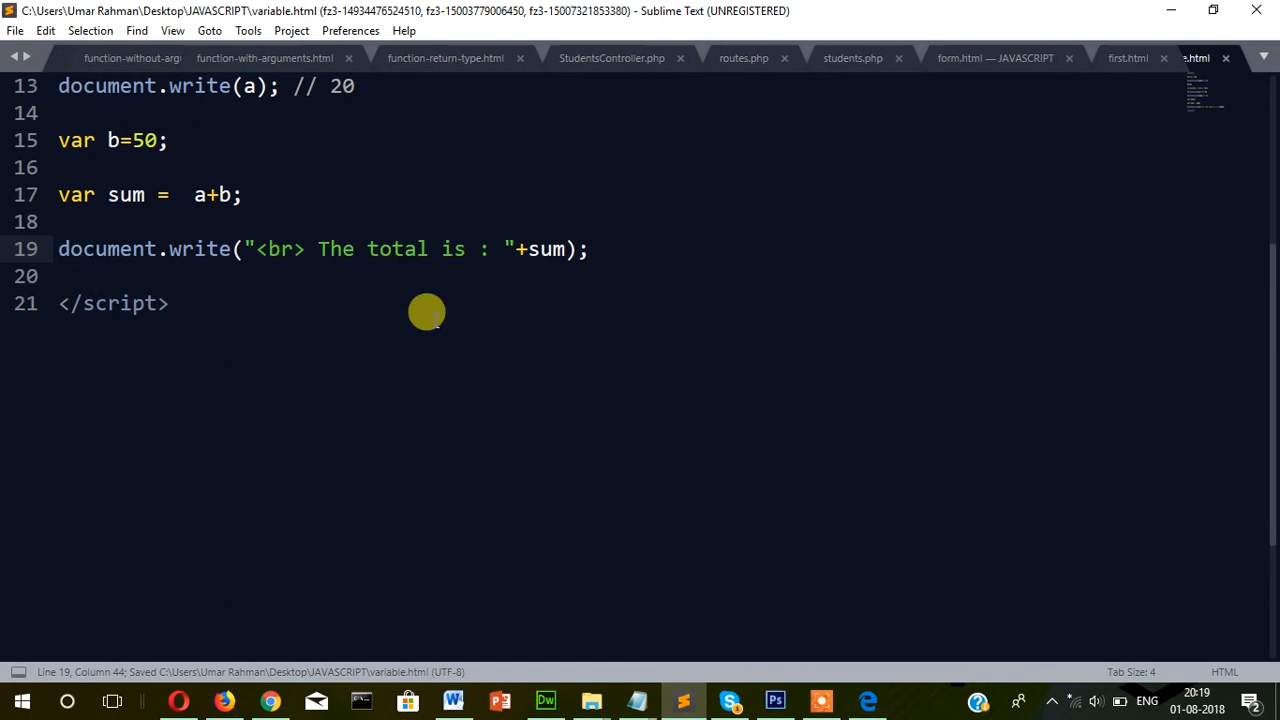 C:\Users\Umar Rahman\Desktop\JAVASCRIPT\variable.html (fz3-14934476524510, fz3-15003779006450, fz3-15007321853380) - Sublime Text (UNREGISTERED)
File Edit Selection Find View Goto Tools Project Preferences Help
function-without-argu function-with-arguments.html function-return-type.html StudentsController.php routes.php students.php form.html — JAVASCRIPT first.html e.html
13 document.write(a); // 20
14
15 var b=50;
16
17 var sum =  a+b;
18
19 document.write("<br> The total is : "+sum);
20
21 </script>
Line 19, Column 44; Saved C:\Users\Umar Rahman\Desktop\JAVASCRIPT\variable.html (UTF-8) Tab Size: 4 HTML
ENG 20:19
01-08-2018 2